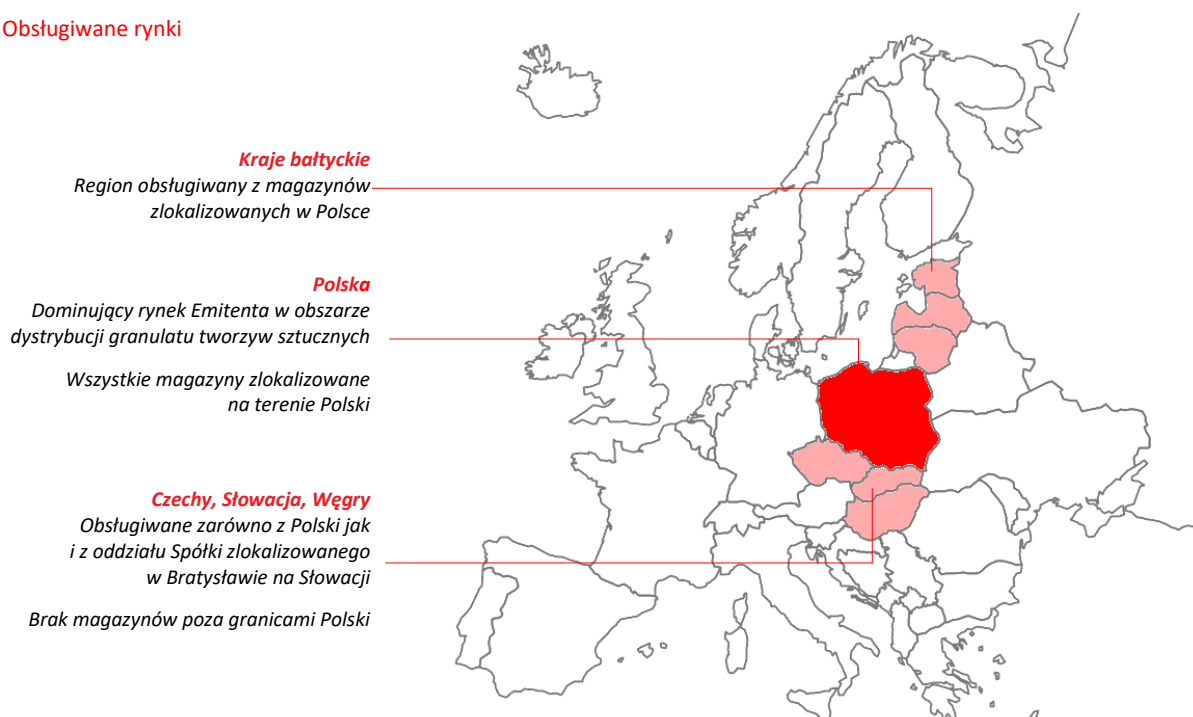 Obsługiwane rynki
Kraje bałtyckie
Region obsługiwany z magazynów
zlokalizowanych w Polsce
Polska
Dominujący rynek Emitenta w obszarze
dystrybucji granulatu tworzyw sztucznych
Wszystkie magazyny zlokalizowane
na terenie Polski
Czechy, Słowacja, Węgry
Obsługiwane zarówno z Polski jak
i z oddziału Spółki zlokalizowanego
w Bratysławie na Słowacji
Brak magazynów poza granicami Polski